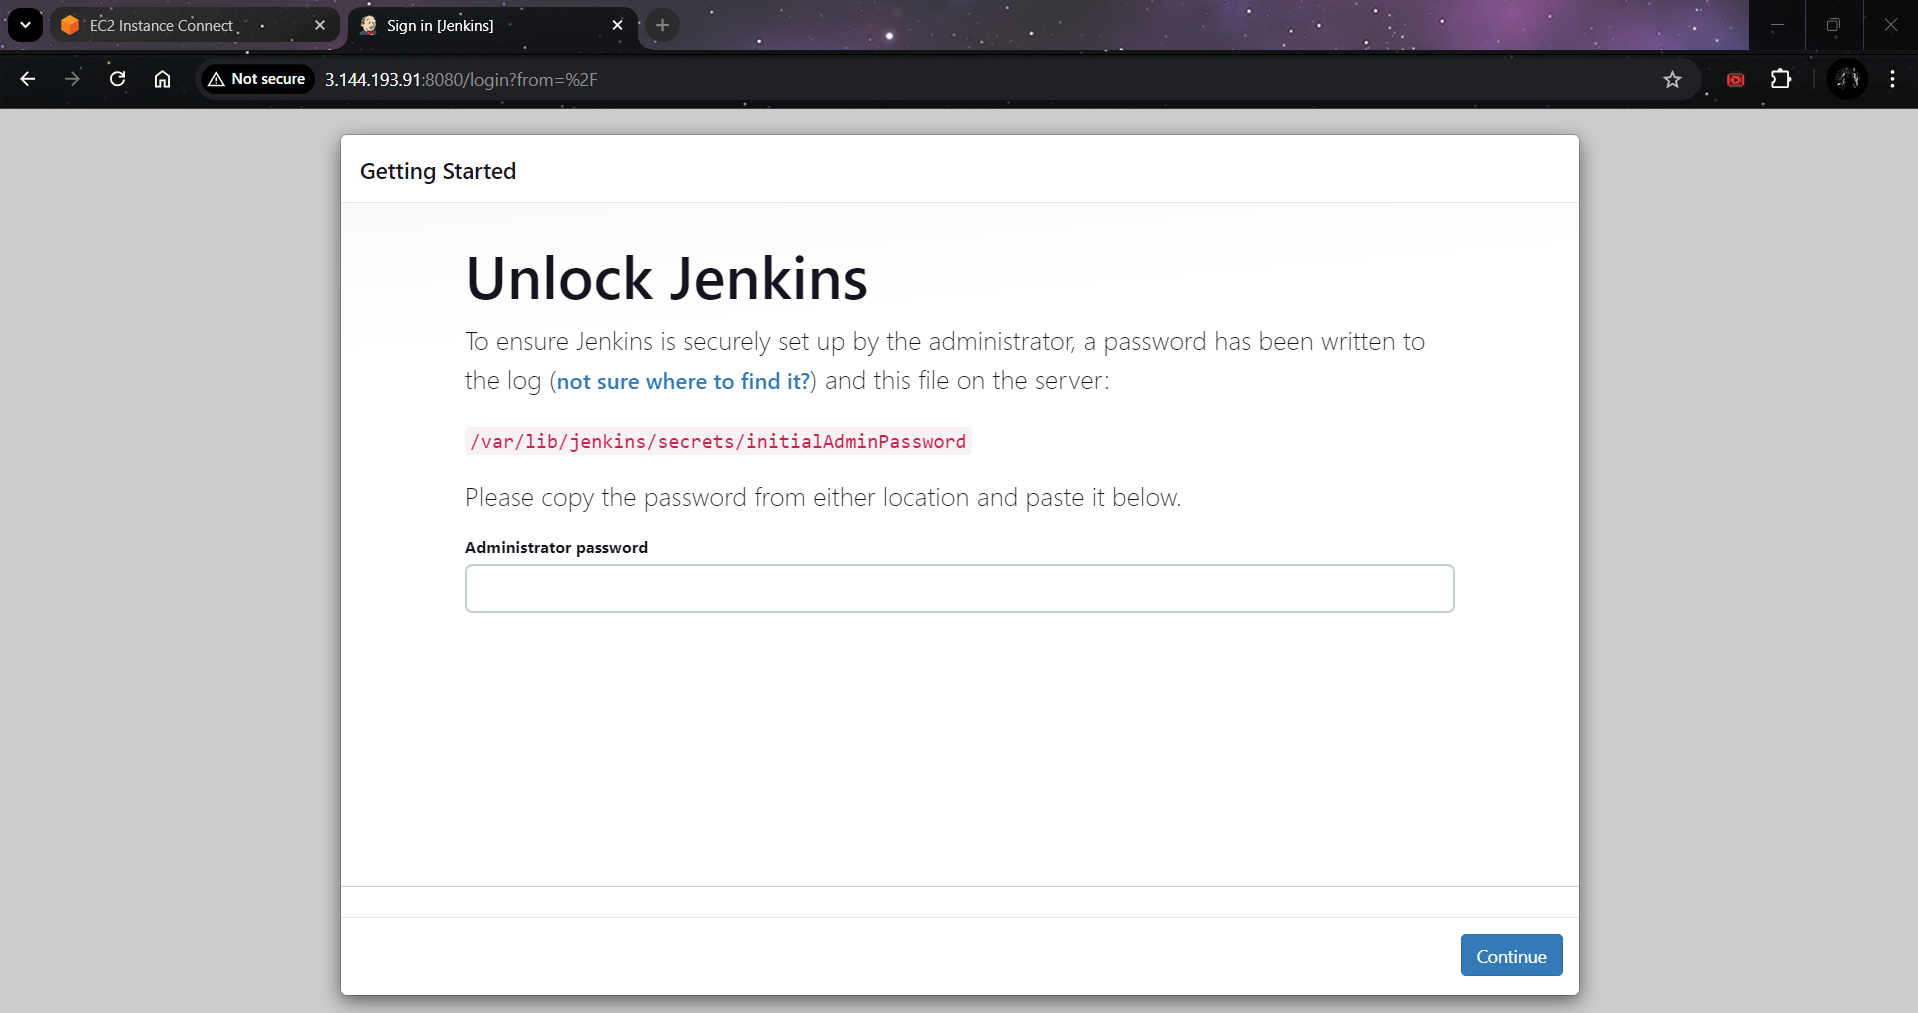 EC2 Instance Connect
Sign in [Jenkins]
Not secure
3.144.193.91:8080/login?from=%2F
Getting Started
Unlock Jenkins
To ensure Jenkins is securely set up by the administrator, a password has been written to
the log (not sure where to find it?) and this file on the server:
/var/lib/jenkins/secrets/initialAdminPassword
Please copy the password from either location and paste it below.
Administrator password
Continue